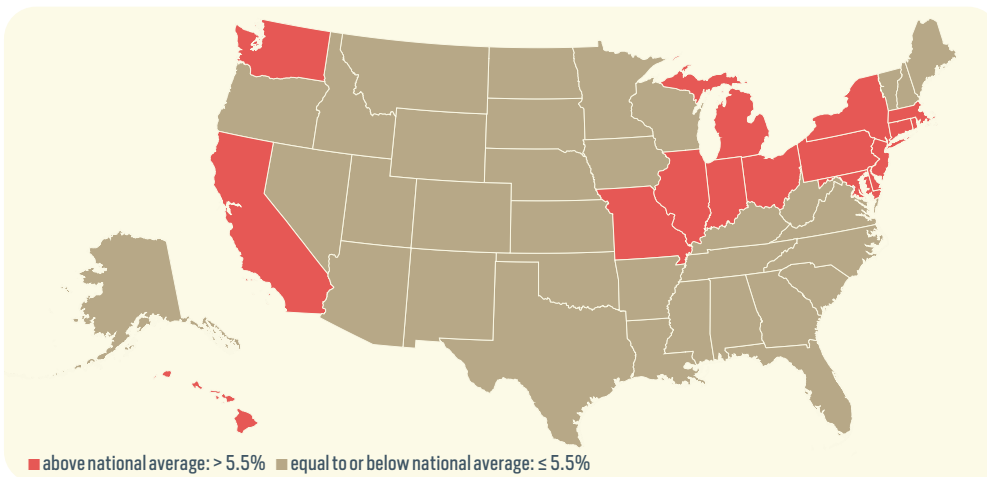 above national average: > 5.5% equal to or below national average: ≤ 5.5%